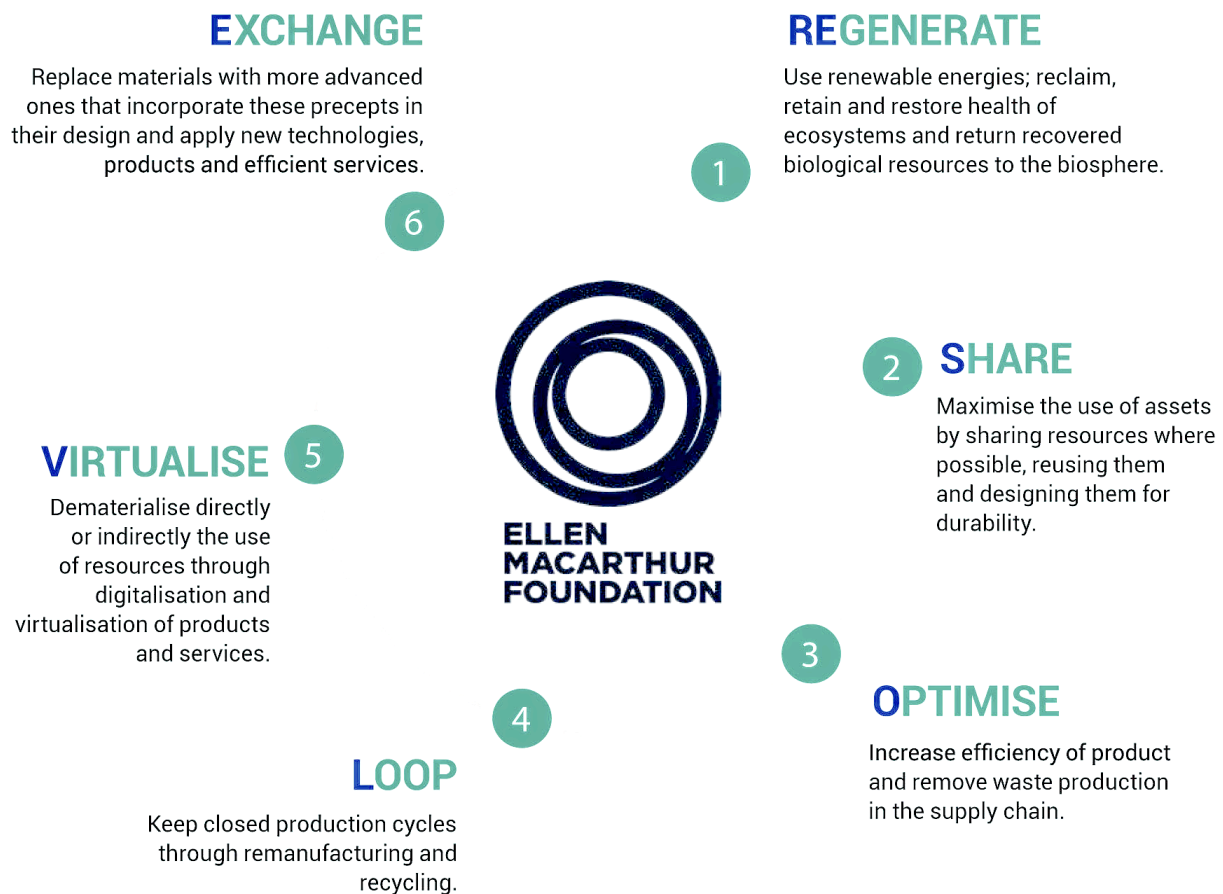 REGENERATE
Use renewable energies; reclaim,
retain and restore health of
ecosystems and return recovered
biological resources to the biosphere.
1
2
SHARE
Maximise the use of assets
by sharing resources where
possible, reusing them
and designing them for
durability.
3
OPTIMISE
Increase efficiency of product
and remove waste production
in the supply chain.
4
LOOP
Keep closed production cycles
through remanufacturing and
recycling.
5
VIRTUALISE
Dematerialise directly
or indirectly the use
of resources through
digitalisation and
virtualisation of products
and services.
6
EXCHANGE
Replace materials with more advanced
ones that incorporate these precepts in
their design and apply new technologies,
products and efficient services.
ELLEN
MACARTHUR
FOUNDATION